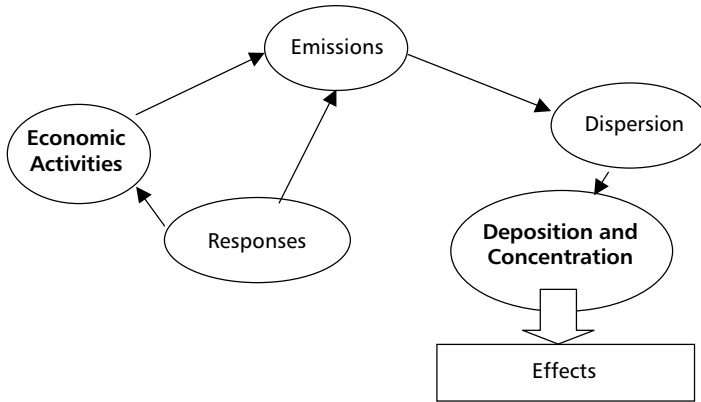 Emissions
Dispersion
Economic
Activities
Responses
Deposition and
Concentration
Effects